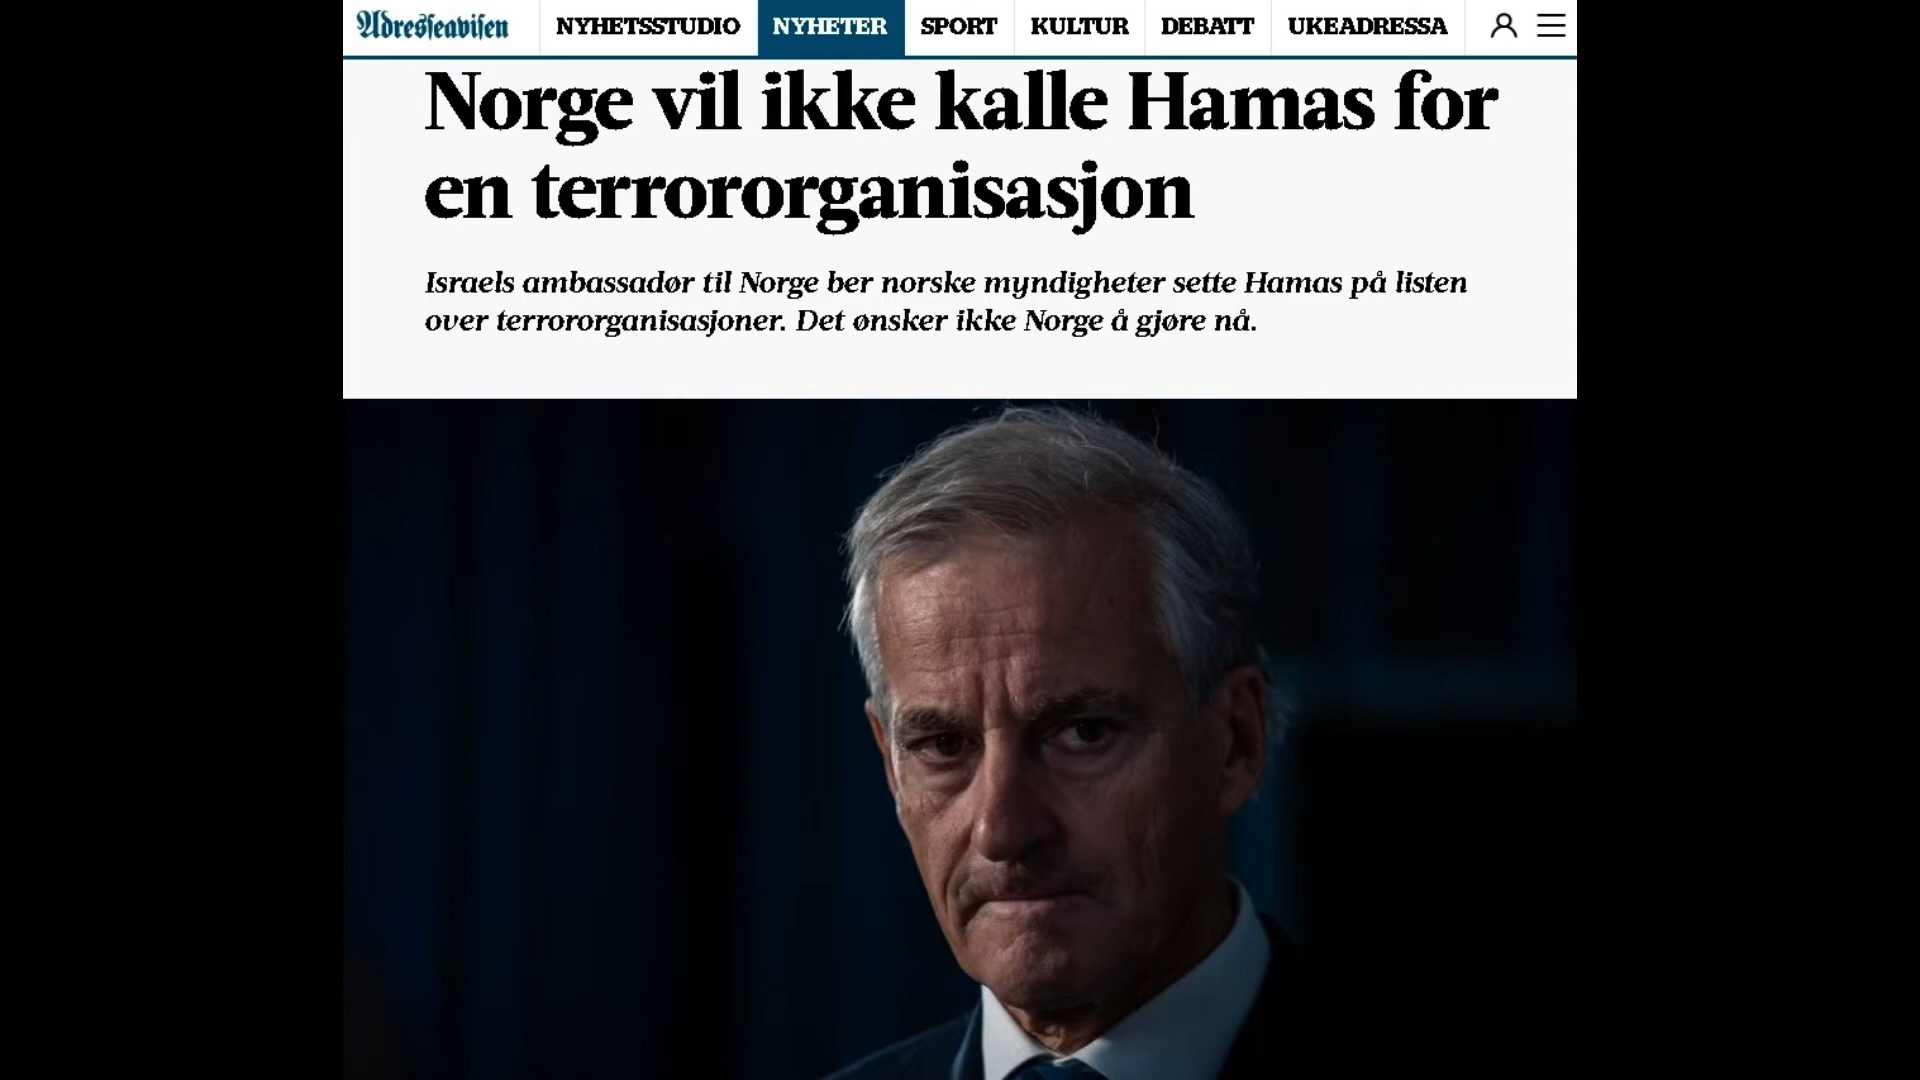 Adresseavisen NYHETSSTUDIO NYHETER SPORT KULTUR DEBATT UKEADRESSA
Norge vil ikke kalle Hamas for
en terrororganisasjon
Israels ambassadør til Norge ber norske myndigheter sette Hamas på listen
over terrororganisasjoner. Det ønsker ikke Norge å gjøre nå.